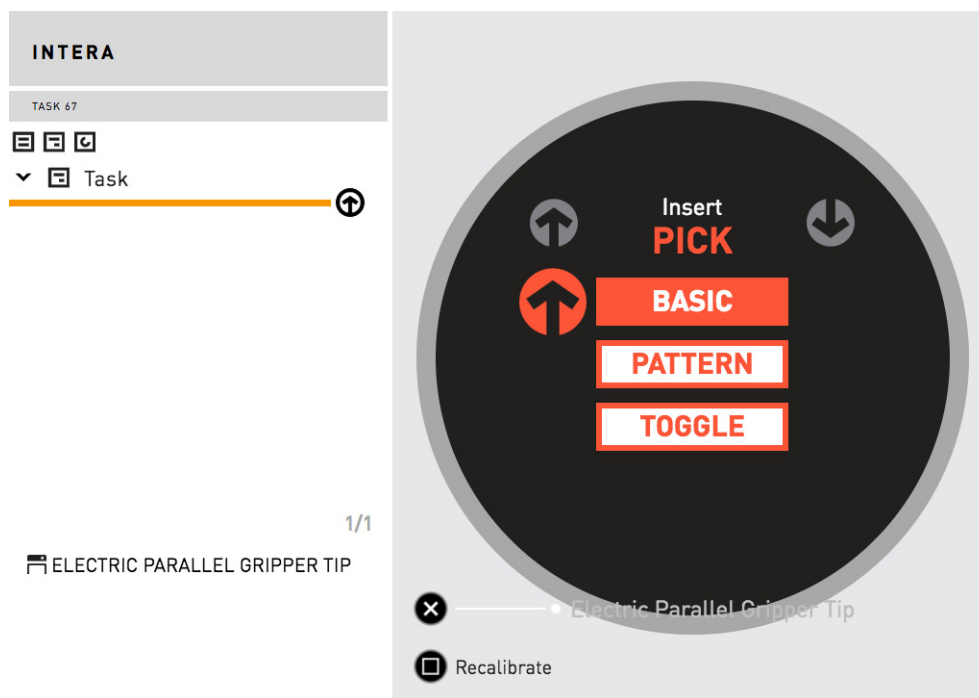 INTERA
TASK 67
Task
1/1
ELECTRIC PARALLEL GRIPPER TIP
Insert
PICK
BASIC
PATTERN
TOGGLE
Electric Parallel Gripper Tip
Recalibrate